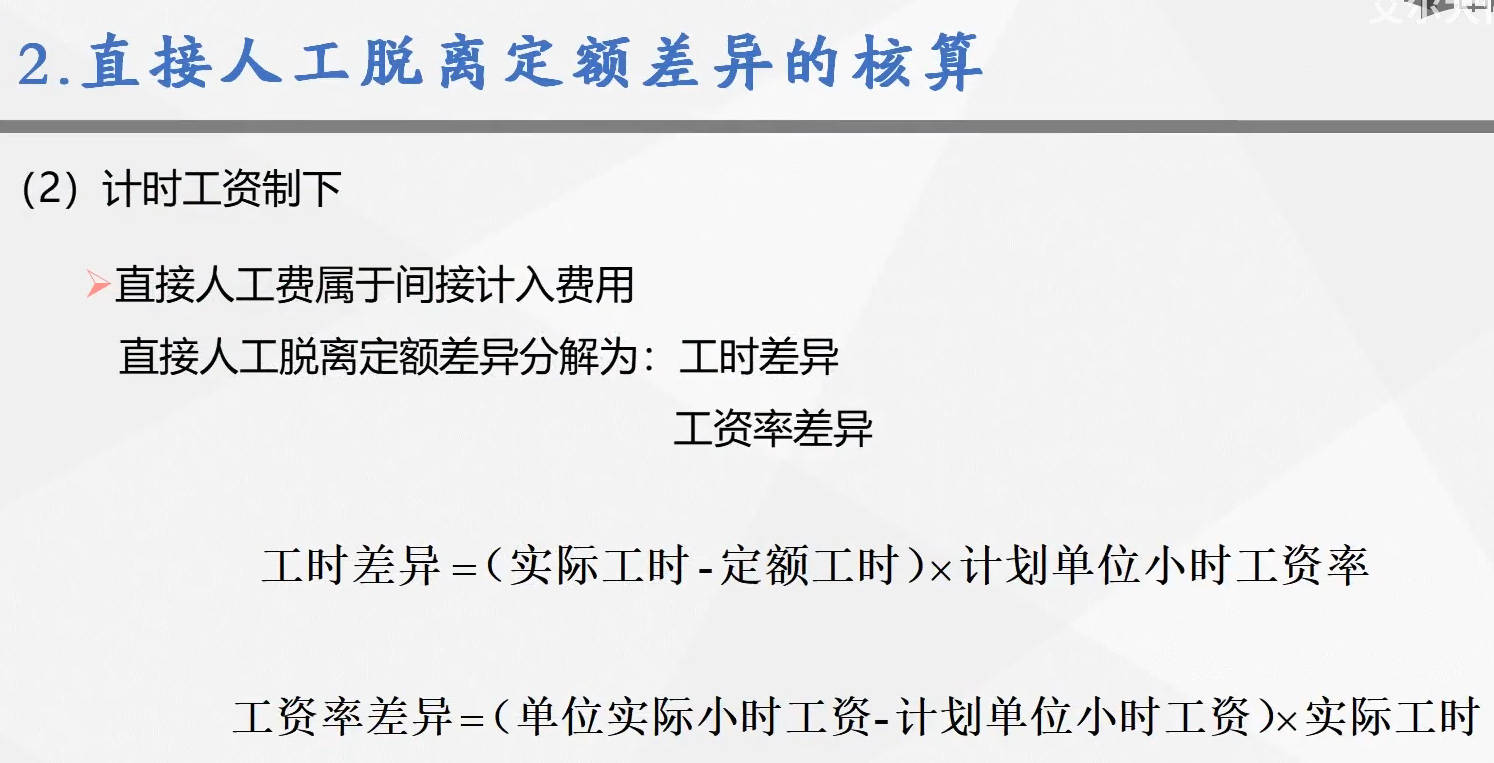 2.直接人工脱离定额差异的核算
（2）计时工资制下
直接人工费属于间接计入费用
直接人工脱离定额差异分解为：工时差异
工资率差异
工时差异=(实际工时-定额工时)×计划单位小时工资率
工资率差异=(单位实际小时工资-计划单位小时工资)×实际工时